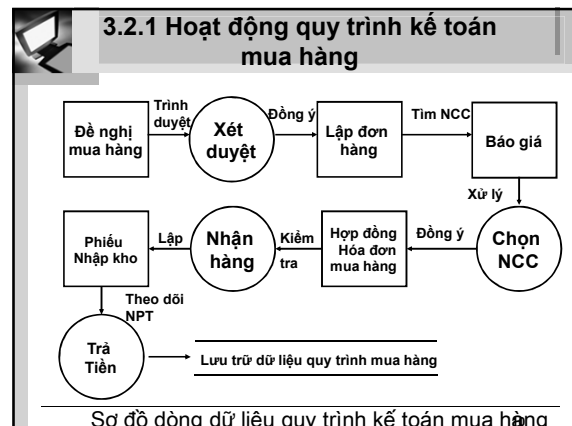 3.2.1 Hoạt động quy trình kế toán
mua hàng
Đề nghị
mua hàng
Trình
duyệt
Xét
duyệt
Đồng ý
Lập đơn
hàng
Tìm NCC
Báo giá
Xử lý
Chọn
NCC
Đồng ý
Hợp đồng
Hóa đơn
mua hàng
Kiểm
tra
Nhận
hàng
Lập
Phiếu
Nhập kho
Theo dõi
NPT
Trả
Tiền
Lưu trữ dữ liệu quy trình mua hàng
Sơ đồ dòng dữ liệu quy trình kế toán mua hàng